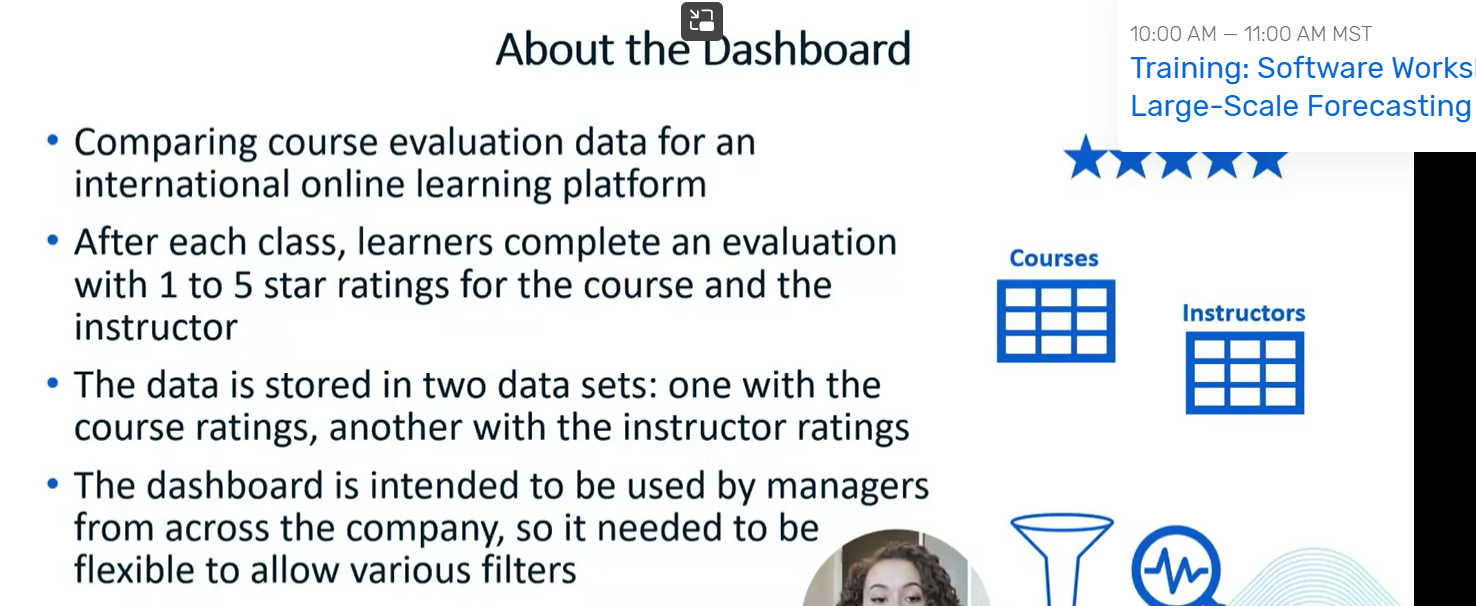 About the Dashboard
10:00 AM – 11:00 AM MST
Training: Software
Large-Scale Forecasting
• Comparing course evaluation data for an
international online learning platform
• After each class, learners complete an evaluation
with 1 to 5 star ratings for the course and the
instructor
• The data is stored in two data sets: one with the
course ratings, another with the instructor ratings
• The dashboard is intended to be used by managers
from across the company, so it needed to be
flexible to allow various filters
Courses
Instructors